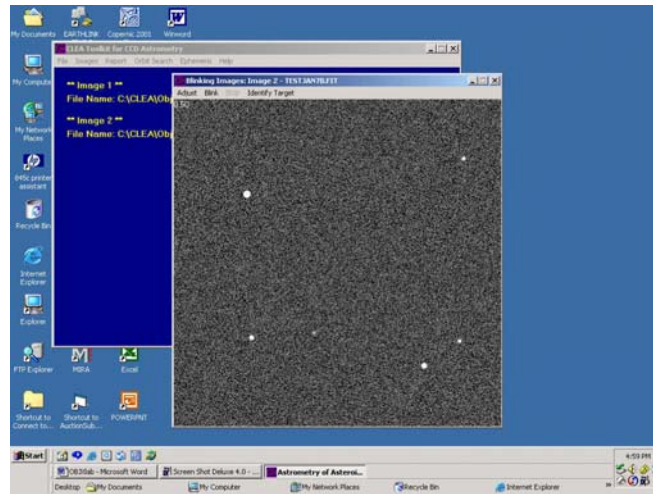 My Documents
EARTHLINK
Copernic 2001
Winword
My Computer
My Network Places
845c printer assistant
Recycle Bin
Internet Explorer
Explorer
FTP Explorer
MIRA
Excel
Shortcut to Connect to...
Shortcut to AuctionSub...
POWERPNT
CLEA Toolkit for CCD Astrometry
File Images Report Orbit Search Ephemeris Help
** Image 1 **
File Name: C:\CLEA\Obj
** Image 2 **
File Name: C:\CLEA\Obj
Blinking Images: Image 2 - TEST3AN7B.FIT
Adjust Blink Stop Identify Target
Start
4:59 PM
Microsoft Word
Screen Shot Deluxe 4.0 - ...
Astrometry of Asteroi...
Desktop
My Documents
My Computer
My Network Places
Recycle Bin
Internet Explorer